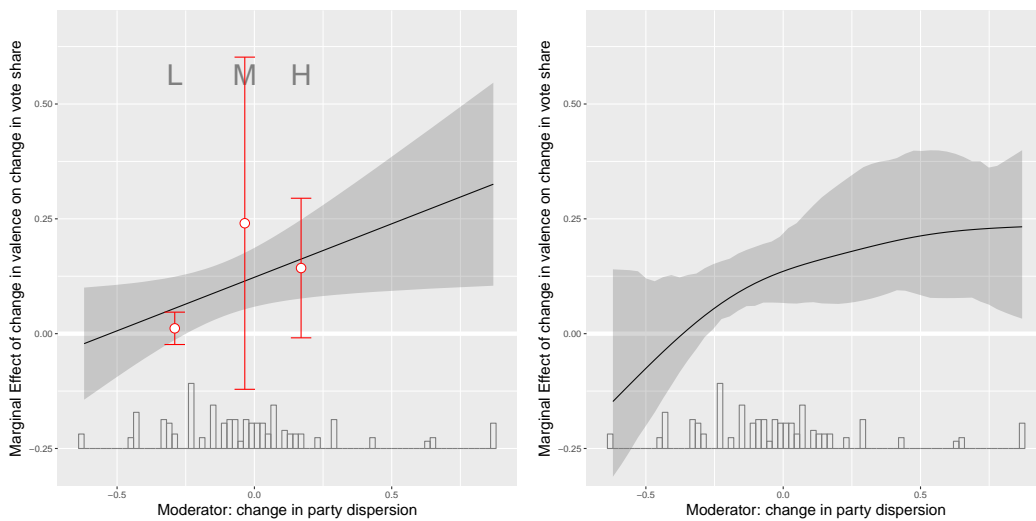 Marginal Effect of change in valence on change in vote share
L M H
0.50
0.25
0.00
−0.25
−0.5 0.0 0.5
Moderator: change in party dispersion
Marginal Effect of change in valence on change in vote share
0.50
0.25
0.00
−0.25
−0.5 0.0 0.5
Moderator: change in party dispersion